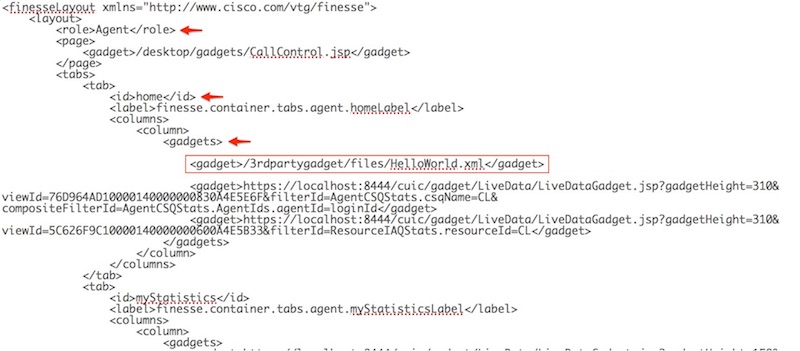 <finesseLayout xmlns="http://www.cisco.com/vtg/finesse">
<layout>
<role>Agent</role>
<page>
<gadget>/desktop/gadgets/CallControl.jsp</gadget>
</page>
<tabs>
<tab>
<id>home</id>
<label>finesse.container.tabs.agent.homeLabel</label>
<columns>
<column>
<gadgets>
<gadget>/3rdpartygadget/files/HelloWorld.xml</gadget>
<gadget>https://localhost:8444/cuic/gadget/LiveData/LiveDataGadget.jsp?gadgetHeight=310&
viewId=76D964AD10000140000000830A4E5E6F&filterId=AgentCSQStats.csqName=CL&
compositeFilterId=AgentCSQStats.AgentIds.agentId=loginId</gadget>
<gadget>https://localhost:8444/cuic/gadget/LiveData/LiveDataGadget.jsp?gadgetHeight=310&
viewId=5C626F9C10000140000000600A4E5B33&filterId=ResourceIAQStats.resourceId=CL</gadget>
</gadgets>
</column>
</columns>
</tab>
<tab>
<id>myStatistics</id>
<label>finesse.container.tabs.agent.myStatisticsLabel</label>
<columns>
<column>
<gadgets>